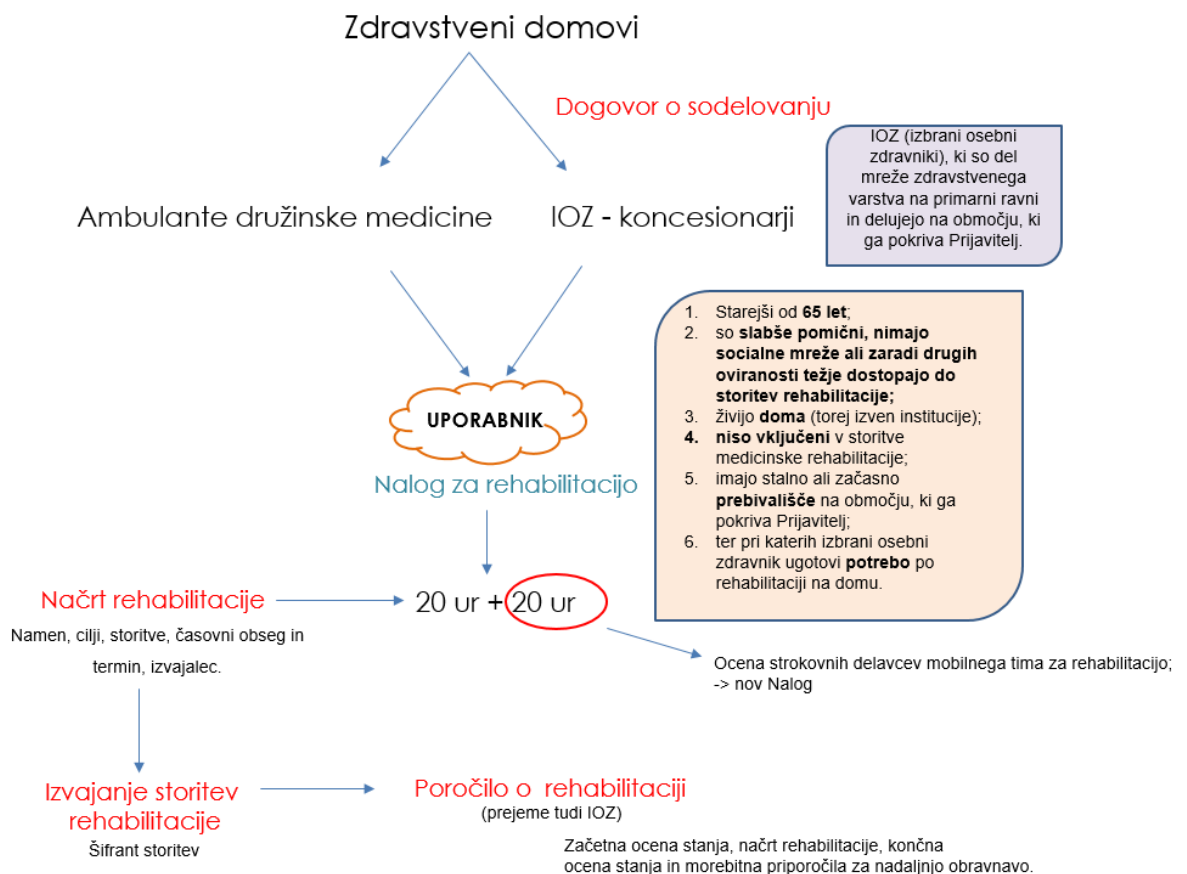 Zdravstveni domovi
Dogovor o sodelovanju
IOZ (izbrani osebni
zdravniki), ki so del
mreže zdravstvenega
varstva na primarni ravni
in delujejo na območju, ki
ga pokriva Prijavitelj.
Ambulante družinske medicine
IOZ - koncesionarji
1. Starejši od 65 let;
2. so slabše pomični, nimajo
socialne mreže ali zaradi drugih
oviranosti težje dostopajo do
storitev rehabilitacije;
3. živijo doma (torej izven institucije);
4. niso vključeni v storitve
medicinske rehabilitacije;
5. imajo stalno ali začasno
prebivališče na območju, ki ga
pokriva Prijavitelj;
6. ter pri katerih izbrani osebni
zdravnik ugotovi potrebo po
rehabilitaciji na domu.
UPORABNIK
Nalog za rehabilitacijo
Načrt rehabilitacije
20 ur + 20 ur
Namen, cilji, storitve, časovni obseg in
termin, izvajalec.
Ocena strokovnih delavcev mobilnega tima za rehabilitacijo;
-> nov Nalog
Izvajanje storitev
rehabilitacije
Šifrant storitev
Poročilo o rehabilitaciji
(prejeme tudi IOZ)
Začetna ocena stanja, načrt rehabilitacije, končna
ocena stanja in morebitna priporočila za nadaljnjo obravnavo.